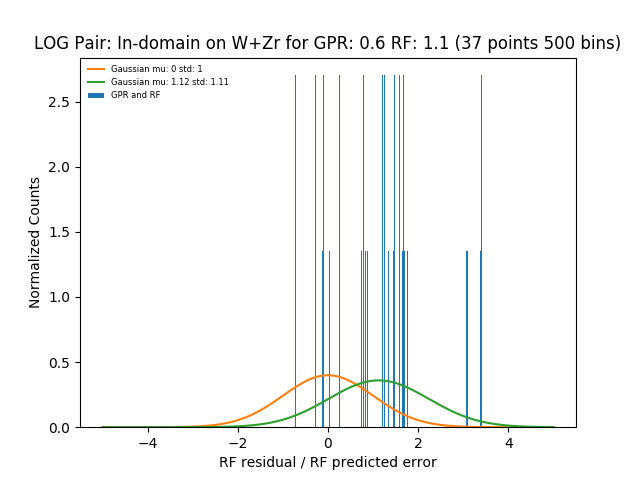 LOG Pair: In-domain on W+Zr for GPR: 0.6 RF: 1.1 (37 points 500 bins)
Gaussian mu: 0 std: 1
Gaussian mu: 1.12 std: 1.11
GPR and RF
Normalized Counts
2.5
2.0
1.5
1.0
0.5
0.0
−4 −2 0 2 4
RF residual / RF predicted error